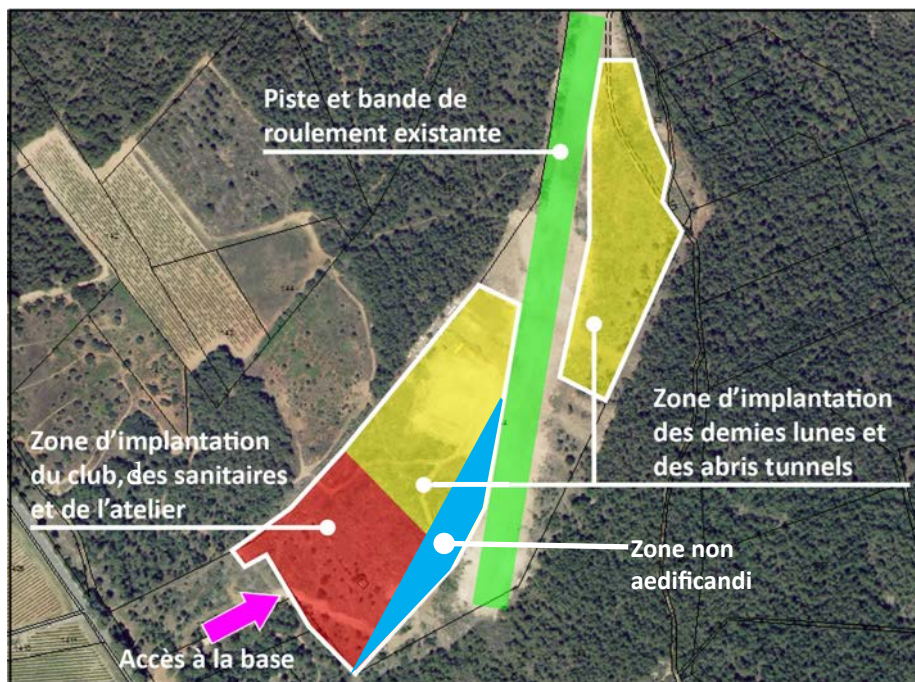 Piste et bande de
roulement existante
Zone d'implantation
des demies lunes et
des abris tunnels
Zone d'implantation
du club, des sanitaires
et de l'atelier
Zone non
aedificandi
Accès à la base